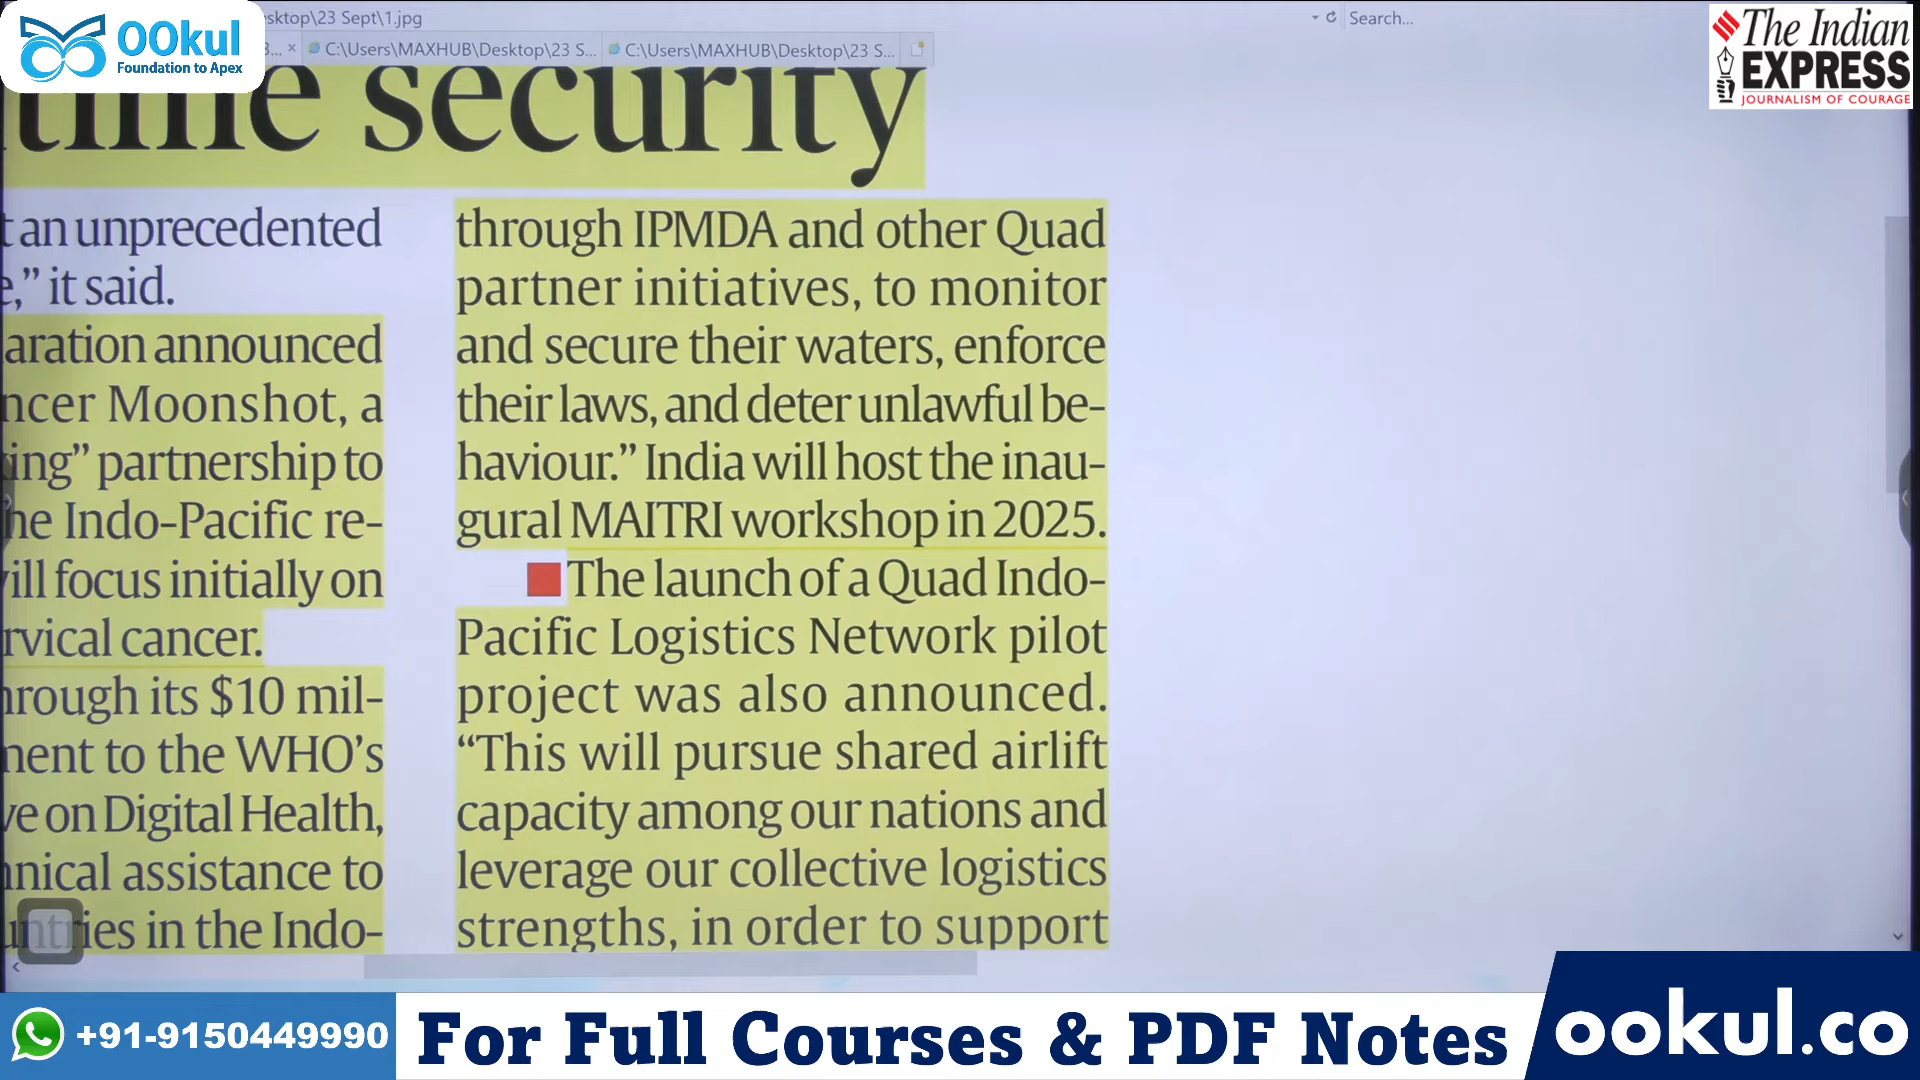 OOkul
Foundation to Apex
sktop\23 Sept\1.jpg
Search...
3...
C:\Users\MAXHUB\Desktop\23 S...
C:\Users\MAXHUB\Desktop\23 S...
The Indian
EXPRESS
JOURNALISM OF COURAGE
time security
t an unprecedented
e,” it said.
aration announced
ncer Moonshot, a
ing” partnership to
he Indo-Pacific re-
ill focus initially on
rvical cancer.
hrough its $10 mil-
ment to the WHO’s
ve on Digital Health,
nical assistance to
untries in the Indo-
through IPMDA and other Quad
partner initiatives, to monitor
and secure their waters, enforce
their laws, and deter unlawful be-
haviour.” India will host the inau-
gural MAITRI workshop in 2025.
The launch of a Quad Indo-
Pacific Logistics Network pilot
project was also announced.
“This will pursue shared airlift
capacity among our nations and
leverage our collective logistics
strengths, in order to support
+91-9150449990
For Full Courses & PDF Notes
ookul.co